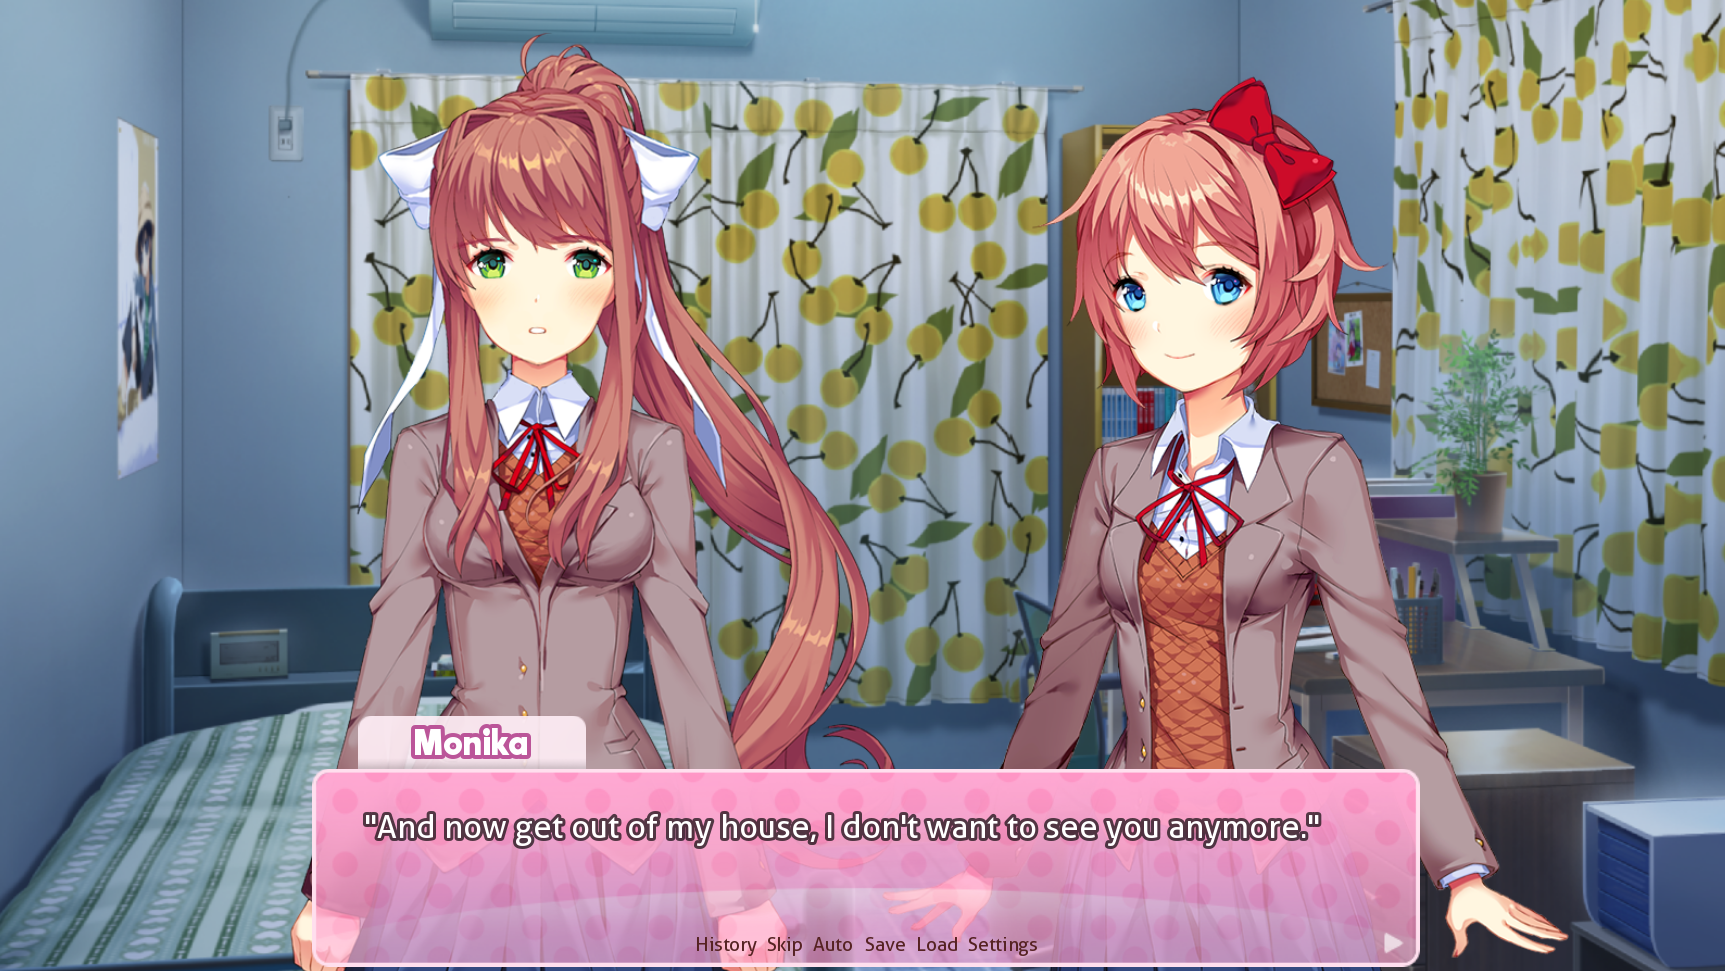 Monika
"And now get out of my house, I don't want to see you anymore."
History Skip Auto Save Load Settings